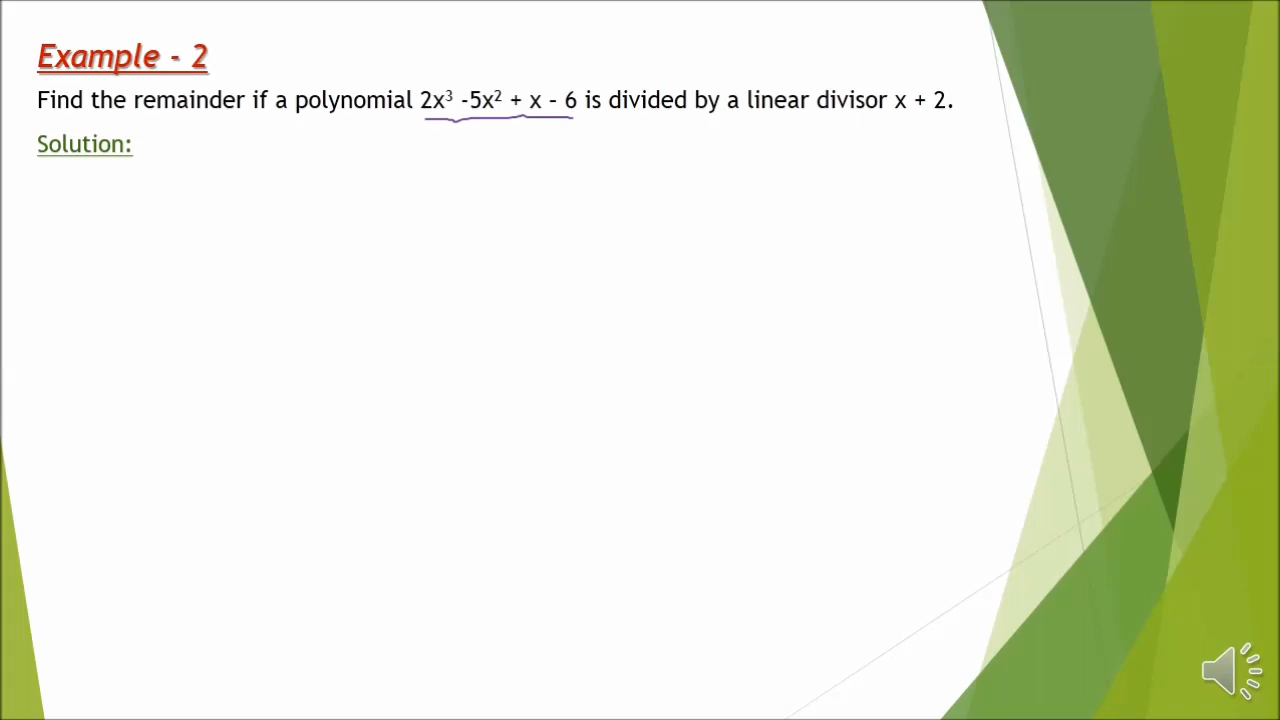 Example - 2
Find the remainder if a polynomial 2x³ -5x² + x – 6 is divided by a linear divisor x + 2.
Solution: